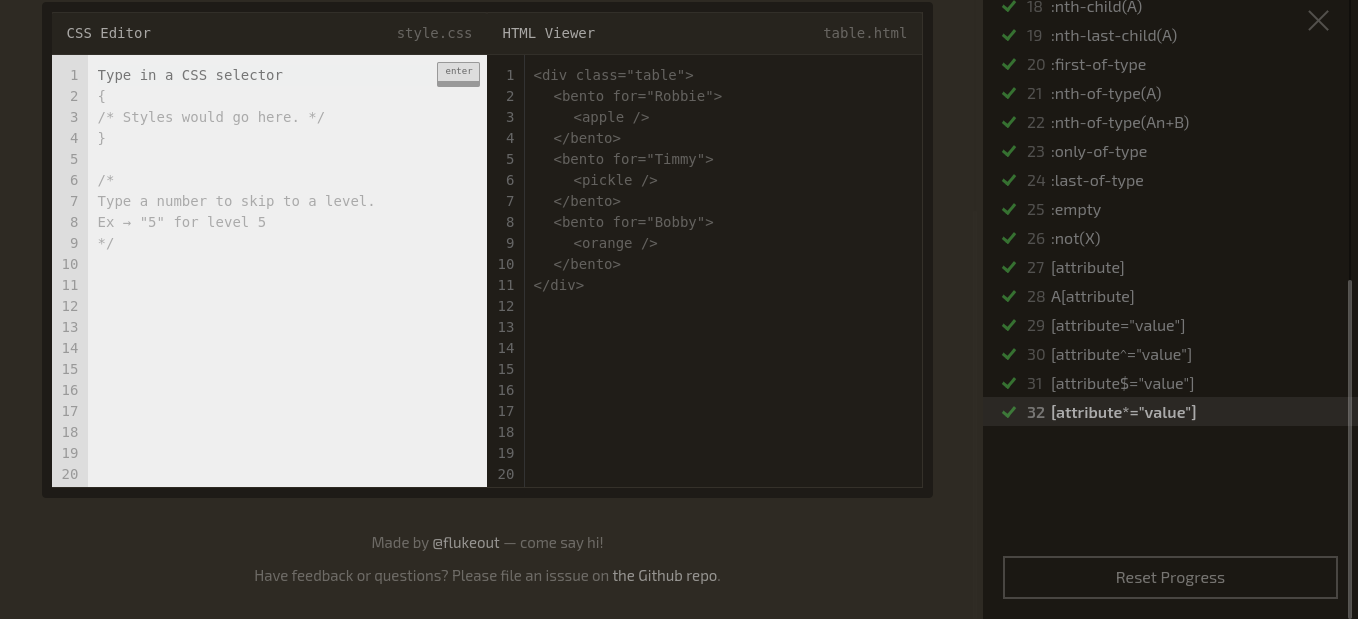 CSS Editor
style.css
1 Type in a CSS selector
enter
2 {
3 /* Styles would go here. */
4 }
5
6 /*
7 Type a number to skip to a level.
8 Ex → "5" for level 5
9 */
10
11
12
13
14
15
16
17
18
19
20
HTML Viewer
table.html
1 <div class="table">
2 <bento for="Robbie">
3 <apple />
4 </bento>
5 <bento for="Timmy">
6 <pickle />
7 </bento>
8 <bento for="Bobby">
9 <orange />
10 </bento>
11 </div>
12
13
14
15
16
17
18
19
20
Made by @flukeout — come say hi!
Have feedback or questions? Please file an isssue on the Github repo.
18 :nth-child(A)
19 :nth-last-child(A)
20 :first-of-type
21 :nth-of-type(A)
22 :nth-of-type(An+B)
23 :only-of-type
24 :last-of-type
25 :empty
26 :not(X)
27 [attribute]
28 A[attribute]
29 [attribute="value"]
30 [attribute^="value"]
31 [attribute$="value"]
32 [attribute*="value"]
Reset Progress